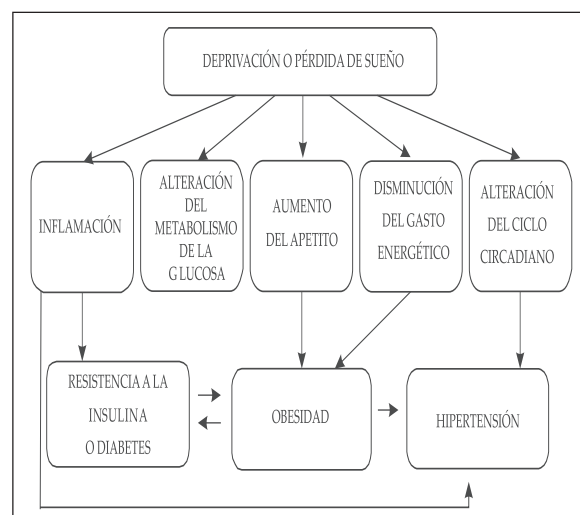 DEPRIVACIÓN O PÉRDIDA DE SUEÑO
INFLAMACIÓN
ALTERACIÓN
DEL
METABOLISMO
DE LA
GLUCOSA
AUMENTO
DEL APETITO
DISMINUCIÓN
DEL GASTO
ENERGÉTICO
ALTERACIÓN
DEL CICLO
CIRCADIANO
RESISTENCIA A LA
INSULINA
O DIABETES
OBESIDAD
HIPERTENSIÓN